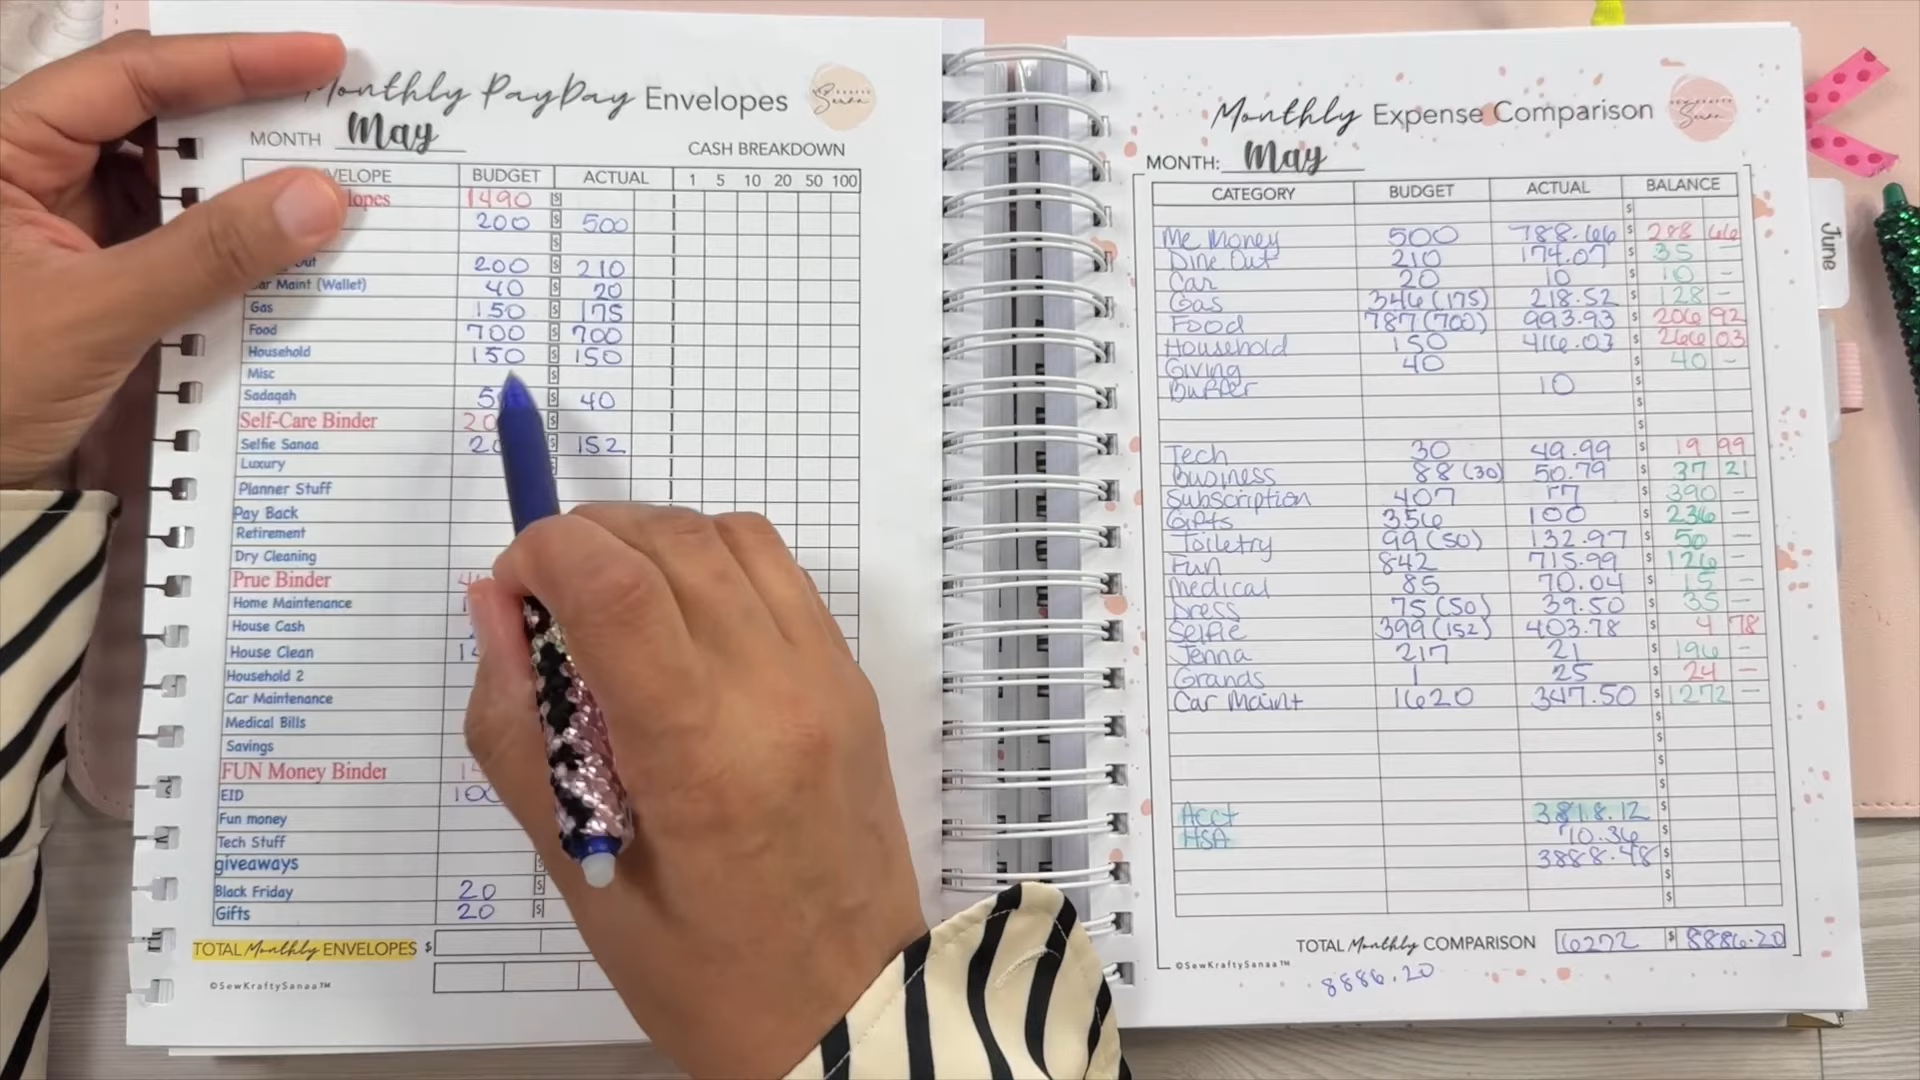 Monthly PayDay Envelopes
MONTH May
CASH BREAKDOWN
BUDGET ACTUAL 1 5 10 20 50 100
1490 $
200 500
$
Out 200 $ 210
Maint (Wallet) 40 $ 20
Gas 150 $ 175
Food 700 $ 700
Household 150 $ 150
Misc $
Sadaqah $ 40
Self-Care Binder $
Selfie Sanaa $ 152
Luxury $
Planner Stuff
Pay Back
Retirement
Dry Cleaning
Prue Binder
Home Maintenance
House Cash
House Clean
Household 2
Car Maintenance
Medical Bills
Savings
FUN Money Binder
EID
Fun money
Tech Stuff
giveaways $
Black Friday 20 $
Gifts 20 $
TOTAL Monthly ENVELOPES $
©SewKraftySanaa™
Monthly Expense Comparison
MONTH: May
CATEGORY BUDGET ACTUAL BALANCE
$
Me Money 500 788.66 $ 288 66
Dine Out 210 174.07 $ 35
Car 20 10 $ 10 -
Gas 346 (175) 218.52 $ 128 -
Food 787 (700) 993.93 $ 206 92
Household 150 416.03 $ 266 03
Giving 40 $ 40 -
Buffer 10 $
$
$
Tech 30 49.99 $ 19 99
Business 88 (30) 50.79 $ 37 21
Subscription 407 17 $ 390 -
Gifts 356 100 $ 236 -
Toiletry 99 (50) 132.97 $ 50 -
Fun 842 715.99 $ 126 -
Medical 85 70.04 $ 15 -
Dress 75 (50) 39.50 $ 35 -
Selfie 399 (152) 403.78 $ 4 78
Jenna 217 21 $ 196 -
Grands 1 25 $ 24 -
Car Maint 1620 347.50 $ 1272 -
$
$
$
$
Acct 3818.12 $
HSA 70.36 $
3888.48 $
$
$
TOTAL Monthly COMPARISON 6272 $ 8886.20
©SewKraftySanaa™
8886.20
June